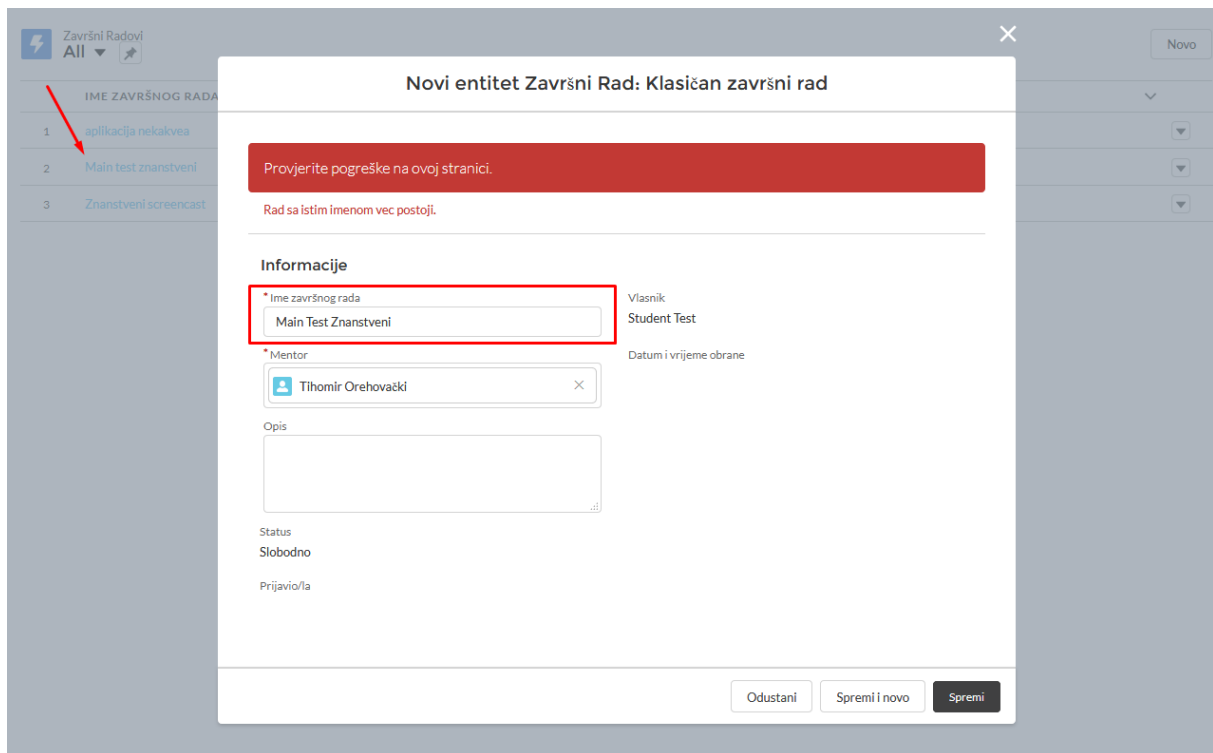 Završni Radovi
All
Novo
IME ZAVRŠNOG RADA
1 aplikacija nekakvea
2 Main test znanstveni
3 Znanstveni screencast
Novi entitet Završni Rad: Klasičan završni rad
Provjerite pogreške na ovoj stranici.
Rad sa istim imenom vec postoji.
Informacije
*Ime završnog rada
Main Test Znanstveni
Vlasnik
Student Test
*Mentor
Tihomir Orehovački
Datum i vrijeme obrane
Opis
Status
Slobodno
Prijavio/la
Odustani Spremi i novo Spremi